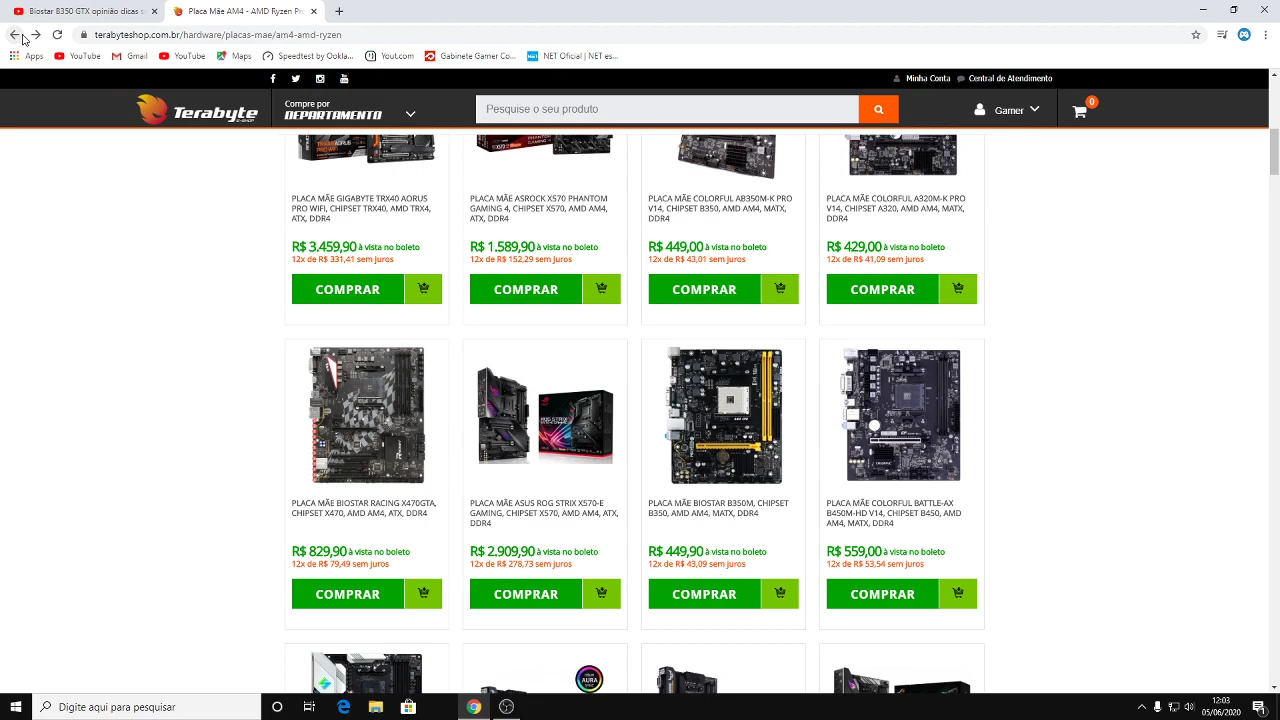 Biostar B350 GTX opinião dicas s
Placa Mãe AM4 - AMD Ryzen Pro
terabyteshop.com.br/hardware/placas-mae/am4-amd-ryzen
Apps
YouTube
Gmail
YouTube
Maps
Speedtest by Ookla...
Yout.com
Gabinete Gamer Co...
NET Oficial | NET es...
Minha Conta
Central de Atendimento
Terabyte
Compre por
DEPARTAMENTO
Pesquise o seu produto
Gamer
0
PLACA MÃE GIGABYTE TRX40 AORUS
PRO WIFI, CHIPSET TRX40, AMD TRX4,
ATX, DDR4
R$ 3.459,90 à vista no boleto
12x de R$ 331,41 sem juros
COMPRAR
PLACA MÃE ASROCK X570 PHANTOM
GAMING 4, CHIPSET X570, AMD AM4,
ATX, DDR4
R$ 1.589,90 à vista no boleto
12x de R$ 152,29 sem juros
COMPRAR
PLACA MÃE COLORFUL AB350M-K PRO
V14, CHIPSET B350, AMD AM4, MATX,
DDR4
R$ 449,00 à vista no boleto
12x de R$ 43,01 sem juros
COMPRAR
PLACA MÃE COLORFUL A320M-K PRO
V14, CHIPSET A320, AMD AM4, MATX,
DDR4
R$ 429,00 à vista no boleto
12x de R$ 41,09 sem juros
COMPRAR
PLACA MÃE BIOSTAR RACING X470GTA,
CHIPSET X470, AMD AM4, ATX, DDR4
R$ 829,90 à vista no boleto
12x de R$ 79,49 sem juros
COMPRAR
PLACA MÃE ASUS ROG STRIX X570-E
GAMING, CHIPSET X570, AMD AM4, ATX,
DDR4
R$ 2.909,90 à vista no boleto
12x de R$ 278,73 sem juros
COMPRAR
PLACA MÃE BIOSTAR B350M, CHIPSET
B350, AMD AM4, MATX, DDR4
R$ 449,90 à vista no boleto
12x de R$ 43,09 sem juros
COMPRAR
PLACA MÃE COLORFUL BATTLE-AX
B450M-HD V14, CHIPSET B450, AMD
AM4, MATX, DDR4
R$ 559,00 à vista no boleto
12x de R$ 53,54 sem juros
COMPRAR
AURA
Digite aqui para pesquisar
12:03
05/06/2020